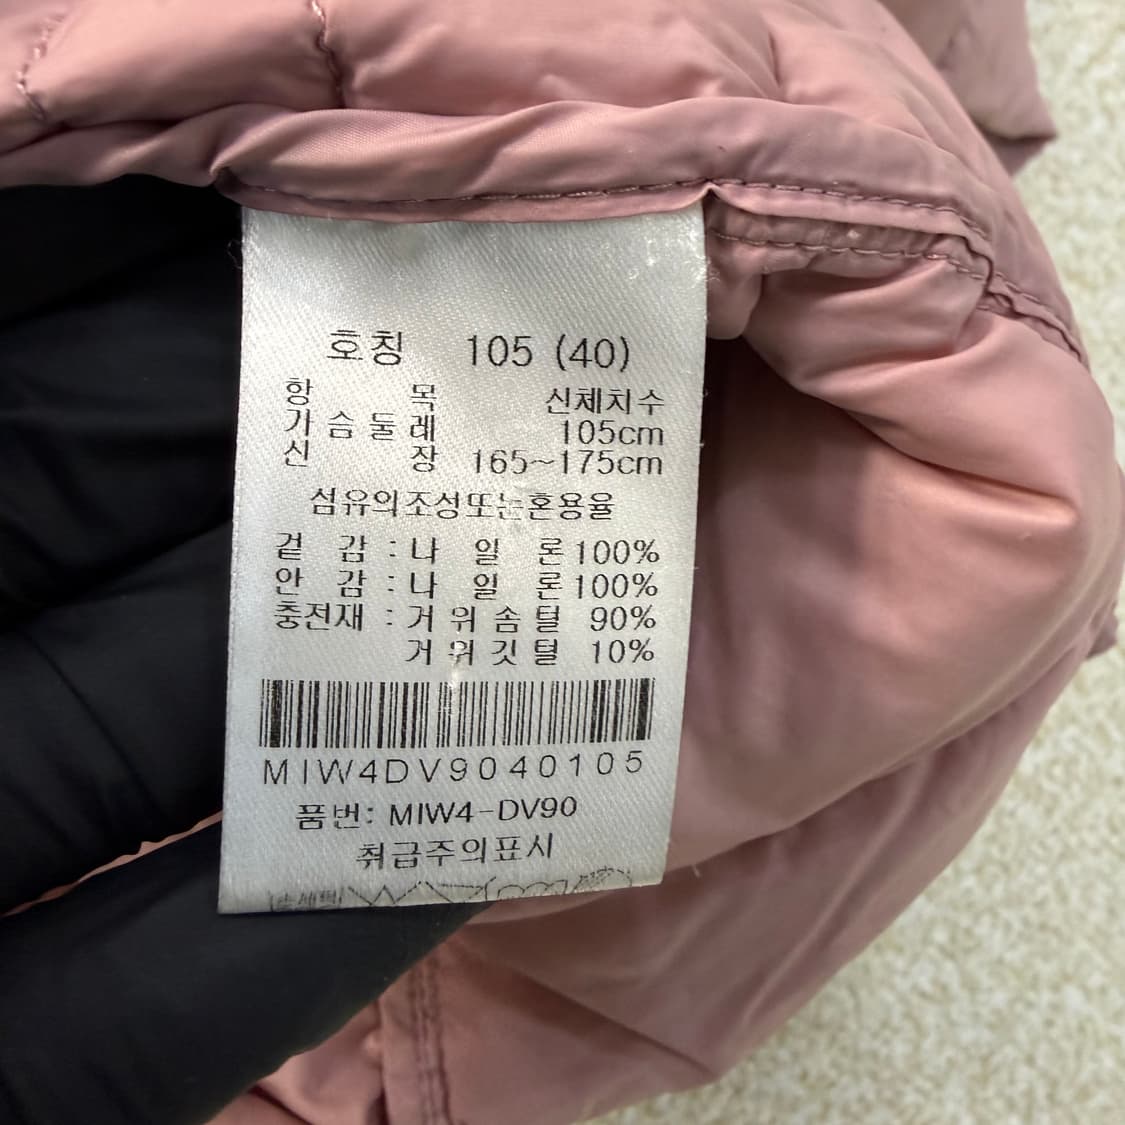 호칭 105 (40)
항 목 신체치수
가슴둘레 105cm
신 장 165~175cm
섬유의조성또는혼용율
겉 감 : 나 일 론 100%
안 감 : 나 일 론 100%
충전재 : 거 위 솜 털 90%
거 위 깃 털 10%
MIW4DV9040105
품번: MIW4-DV90
취급주의표시
손세탁